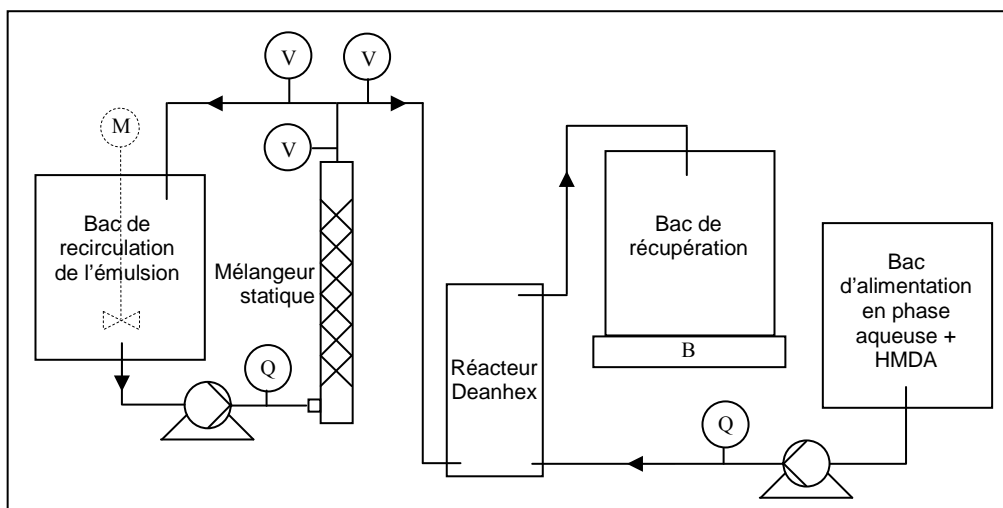 V
V
M
V
Bac de
recirculation
de l'émulsion
Mélangeur
statique
Q
Bac de
récupération
B
Réacteur
Deanhex
Bac
d'alimentation
en phase
aqueuse +
HMDA
Q